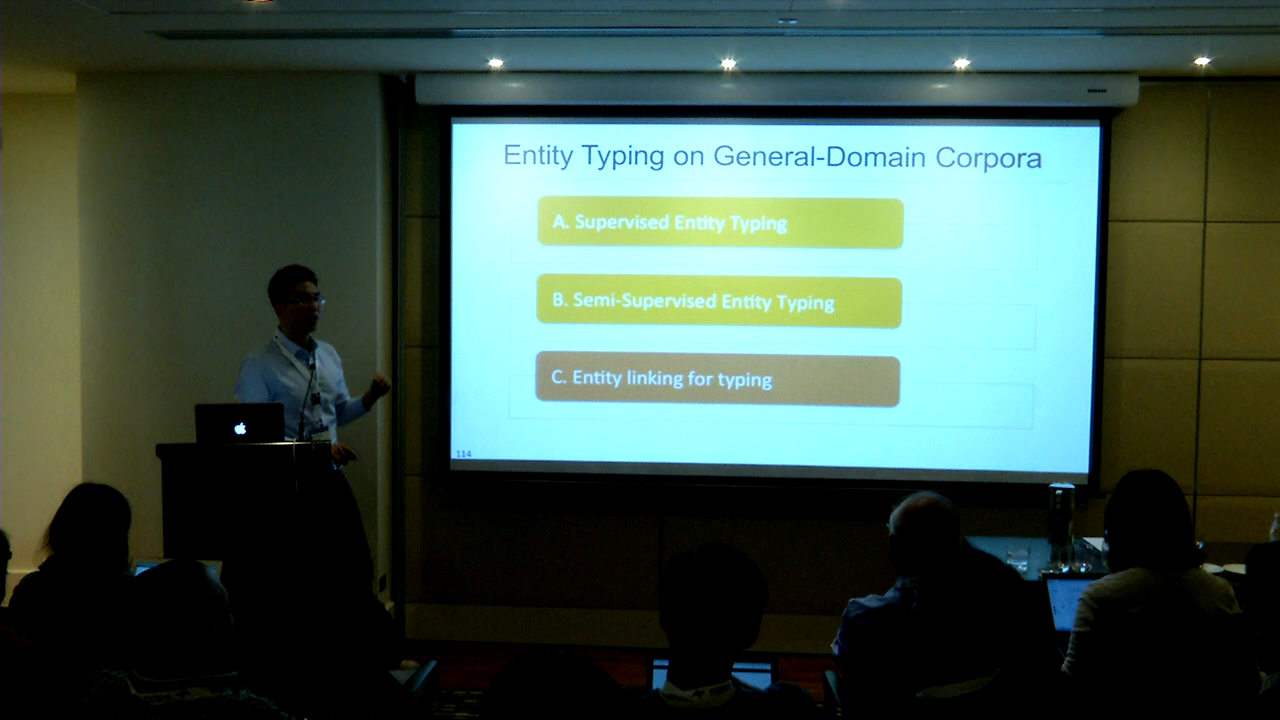 Entity Typing on General-Domain Corpora
A. Supervised Entity Typing
B. Semi-Supervised Entity Typing
C. Entity linking for typing
114